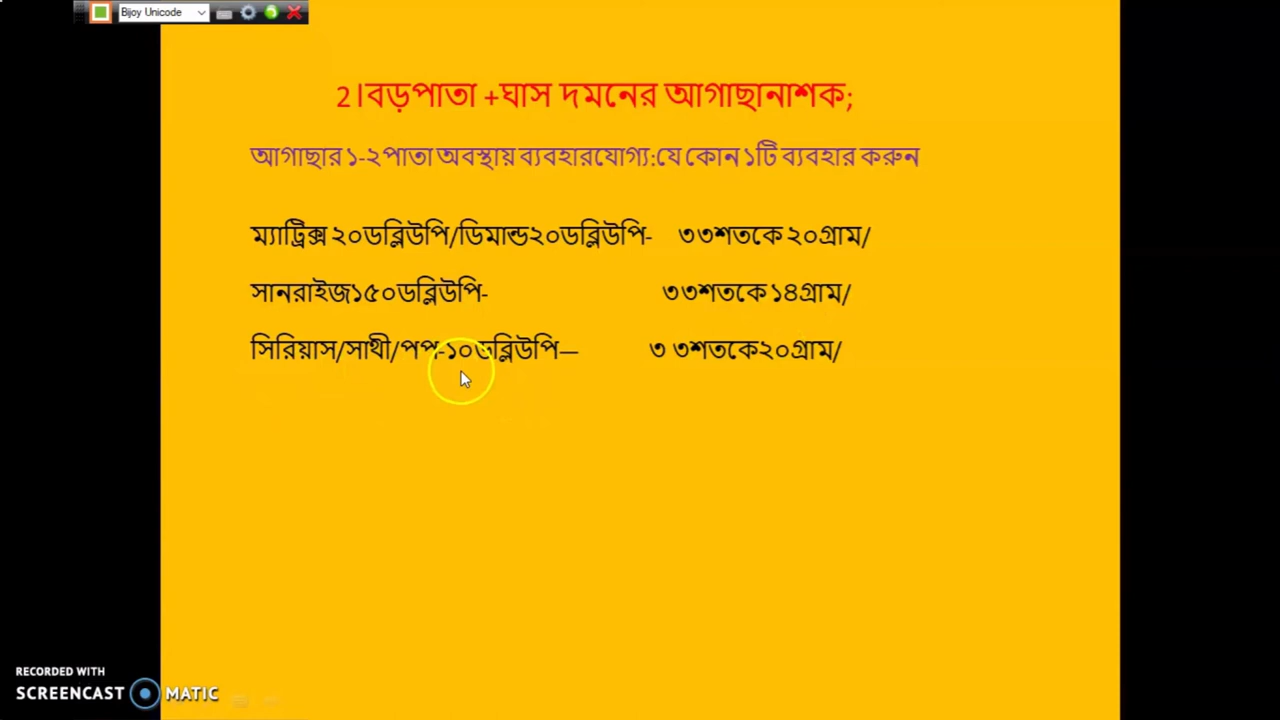 Bijoy Unicode
2।বড়পাতা +ঘাস দমনের আগাছানাশক;
আগাছার ১-২পাতা অবস্থায় ব্যবহারযোগ্য:যে কোন ১টি ব্যবহার করুন
ম্যাট্রিক্স ২০ডব্লিউপি/ডিমান্ড২০ডব্লিউপি- ৩৩শতকে ২০গ্রাম/
সানরাইজ১৫০ডব্লিউপি- ৩৩শতকে ১৪গ্রাম/
সিরিয়াস/সাথী/পপ-১০ডব্লিউপি– ৩ ৩শতকে২০গ্রাম/
RECORDED WITH
SCREENCAST MATIC